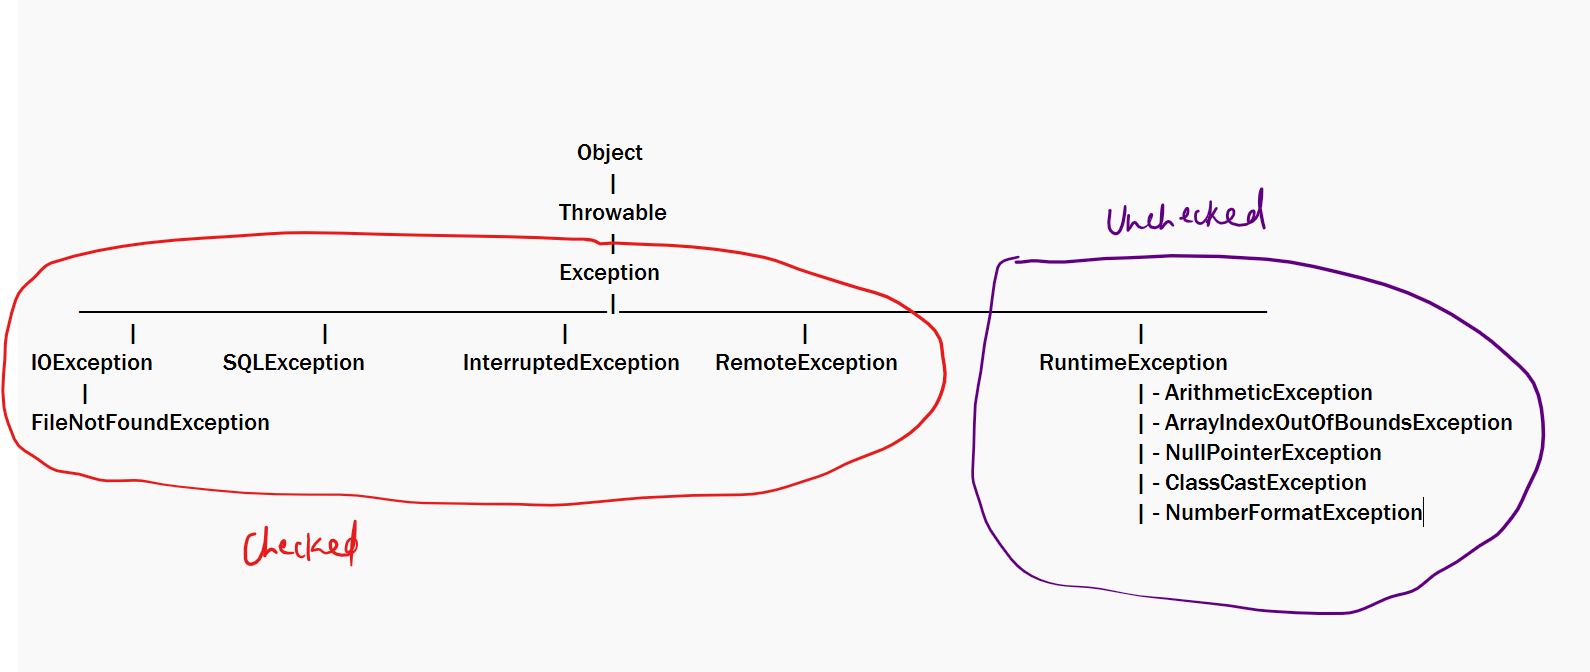 Object
|
Throwable
|
Unchecked
Exception
|
| | | | |
IOException SQLException InterruptedException RemoteException RuntimeException
| | - ArithmeticException
FileNotFoundException | - ArrayIndexOutOfBoundsException
| - NullPointerException
| - ClassCastException
| - NumberFormatException
Checked